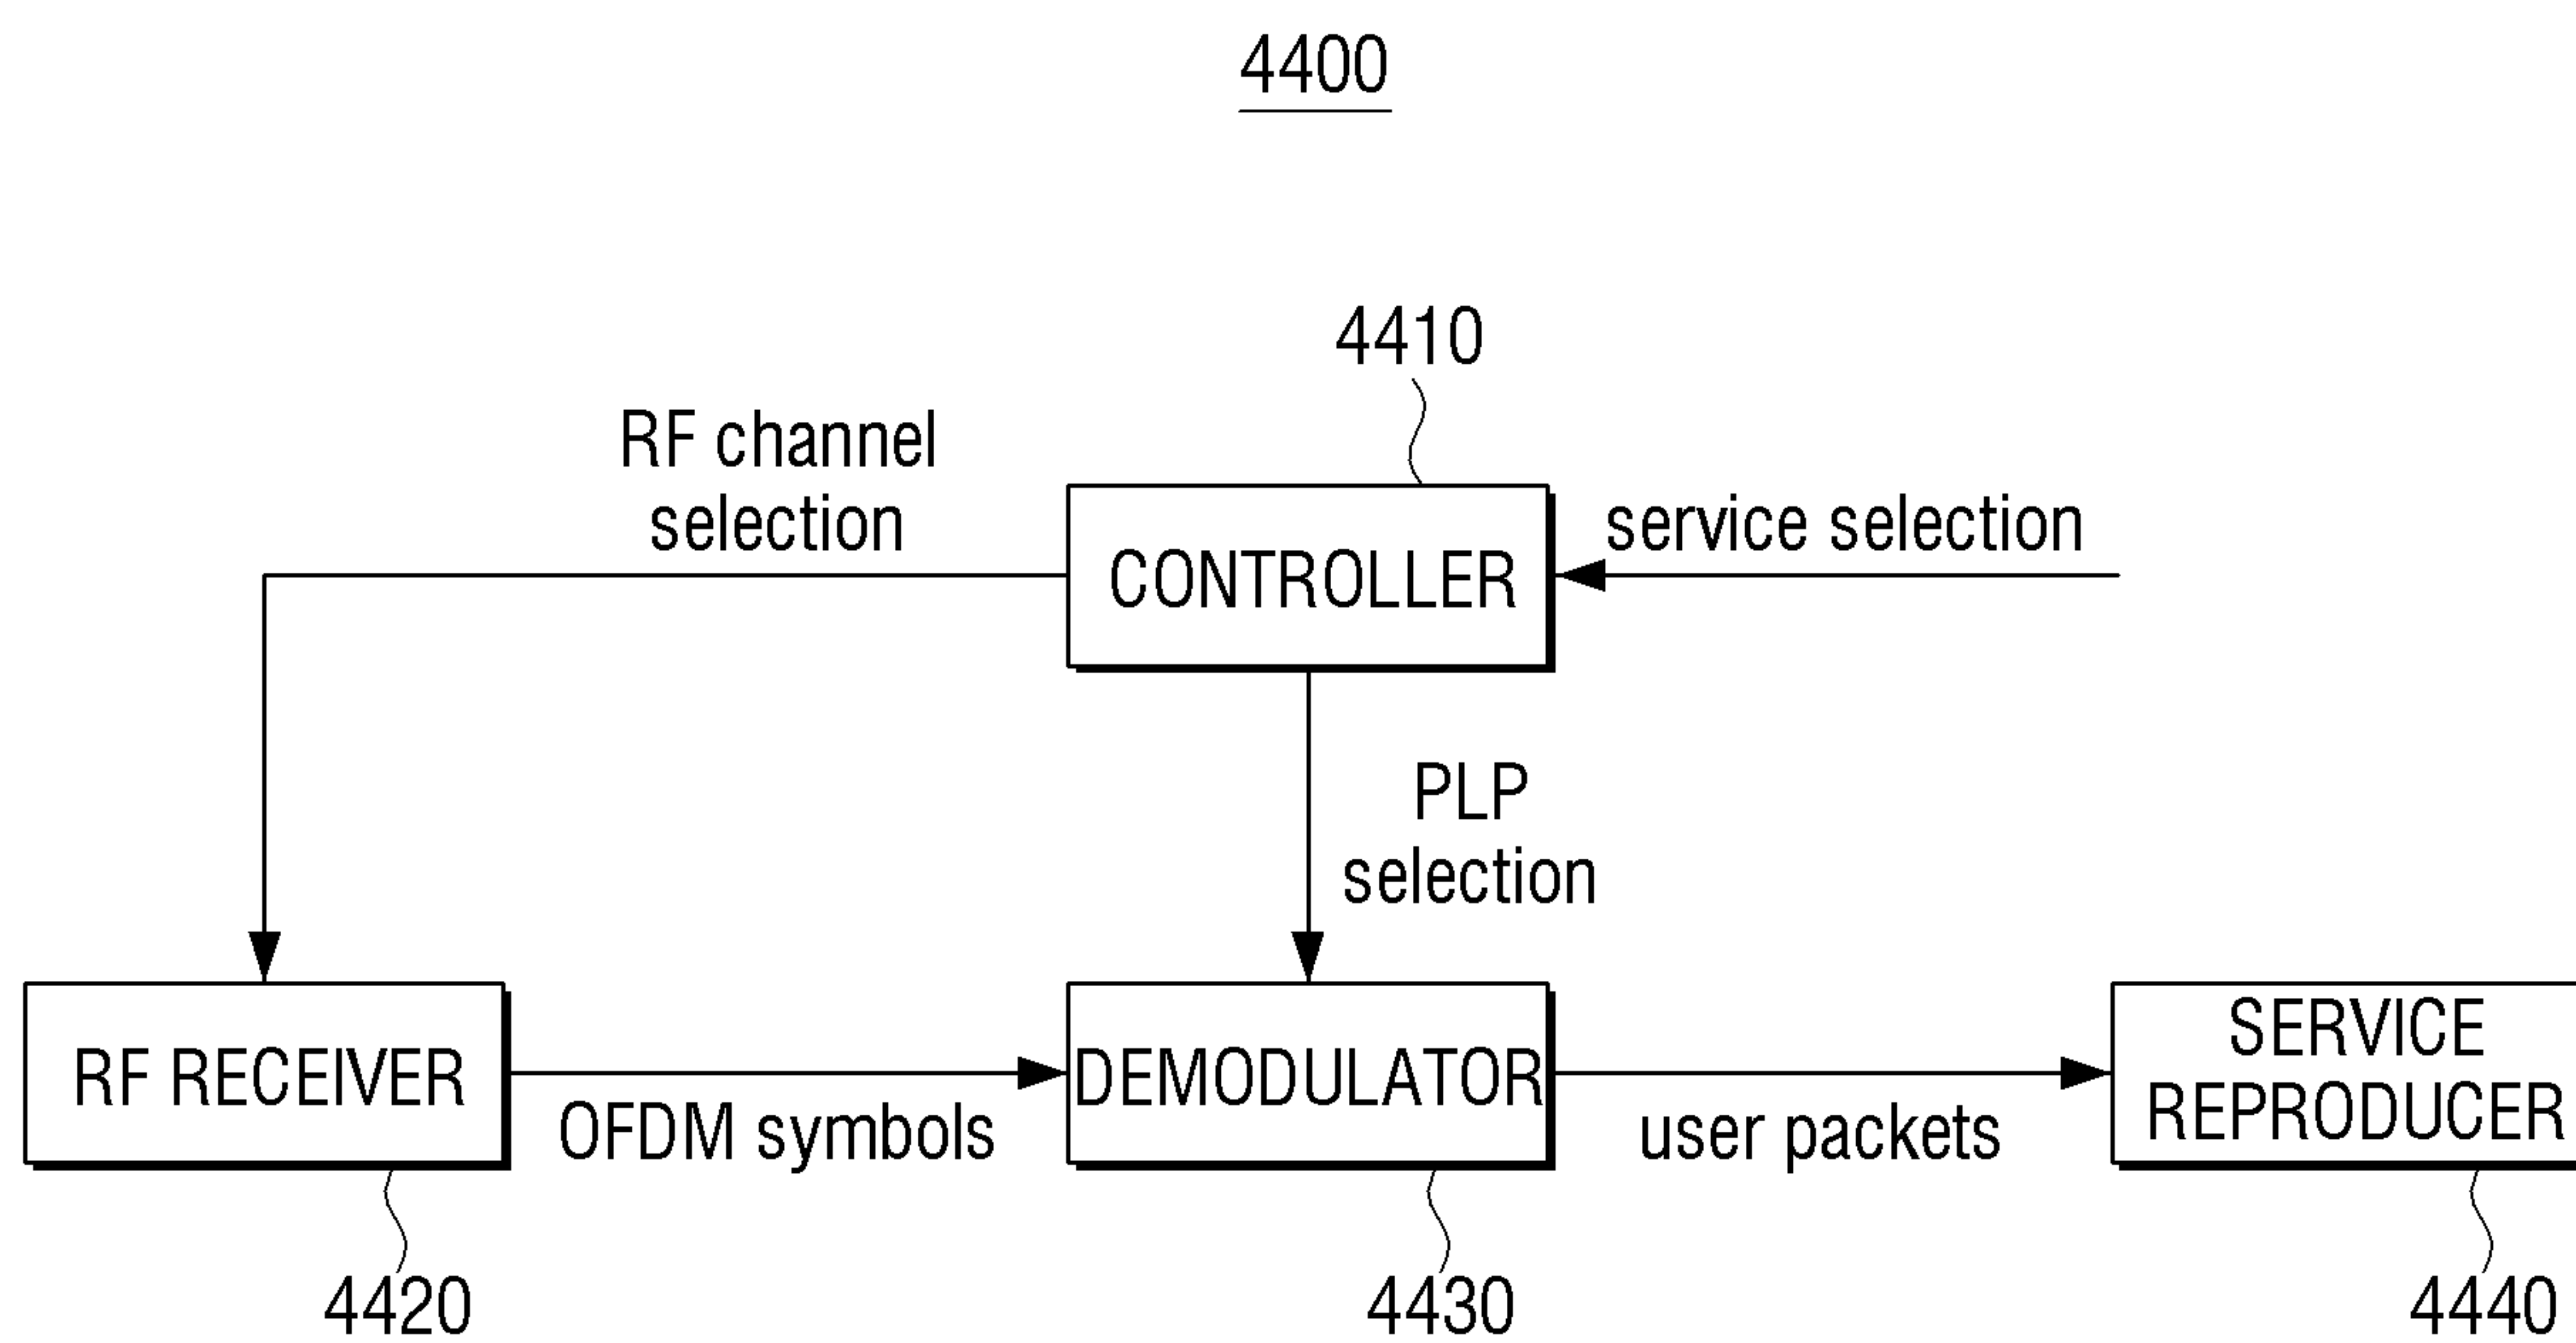 4400
4410
RF channel
selection
CONTROLLER
service selection
PLP
selection
RF RECEIVER
OFDM symbols
DEMODULATOR
user packets
SERVICE
REPRODUCER
4420
4430
4440